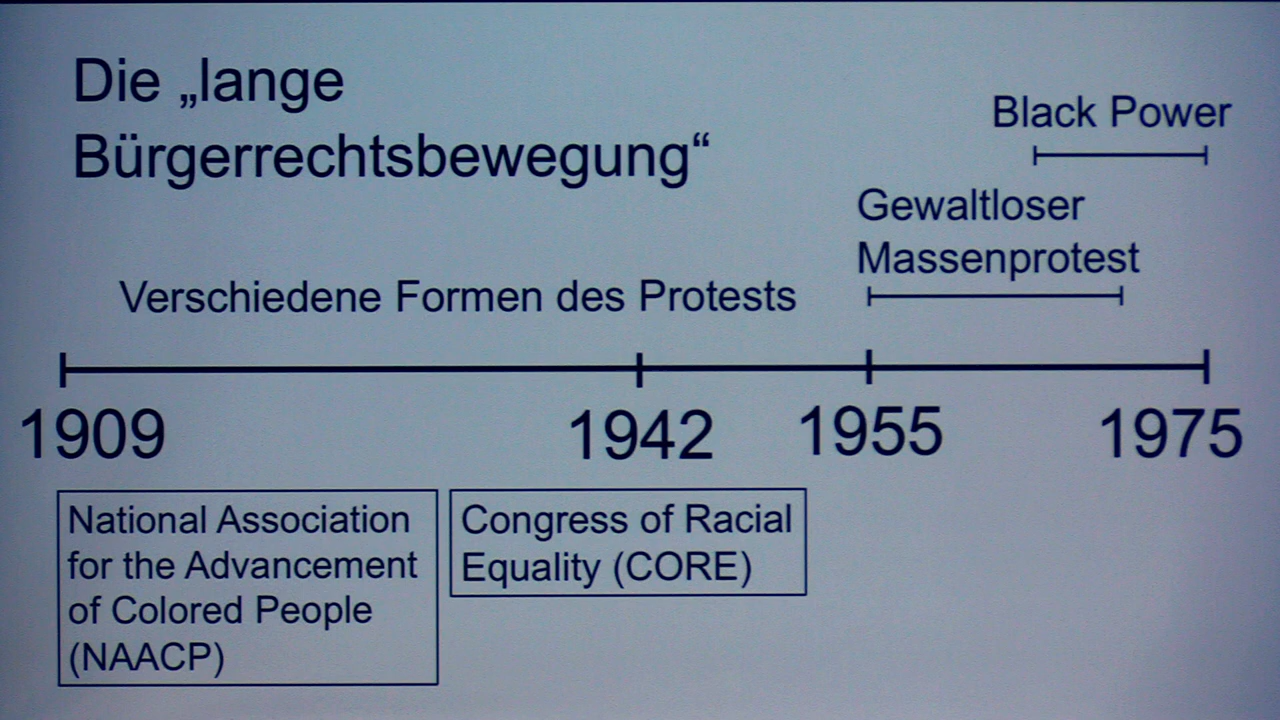 Die „lange
Bürgerrechtsbewegung“
Black Power
Gewaltloser
Massenprotest
Verschiedene Formen des Protests
1909
1942
1955
1975
National Association
for the Advancement
of Colored People
(NAACP)
Congress of Racial
Equality (CORE)